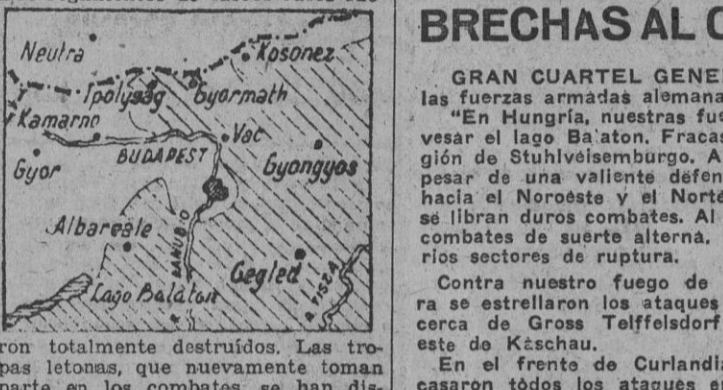 Neutra
Kosonez
Ipolysag
Gyarmath
Kamarno
Vac
BUDAPEST
Gyor
Gyongyos
Albareale
DANUBIO
Gegled
Lago Balaton
R. TISZA
ron totalmente destruídos. Las tro-
pas letonias, que nuevamente toman
parte en los combates, se han dis-
BRECHAS AL
GRAN CUARTEL GENE
las fuerzas armadas alemana
"En Hungría, nuestras fu
vesar el lago Balaton. Fracas
gión de Stuhlveisemburgo. A
pesar de una valiente defen
hacia el Noroeste y el Norte
se libran duros combates. Al
combates de suerte alterna.
rios sectores de ruptura.
Contra nuestro fuego de
ra se estrellaron los ataques
cerca de Gross Telffelsdorf
este de Kaschau.
En el frente de Curlandi
casaron todos los ataques